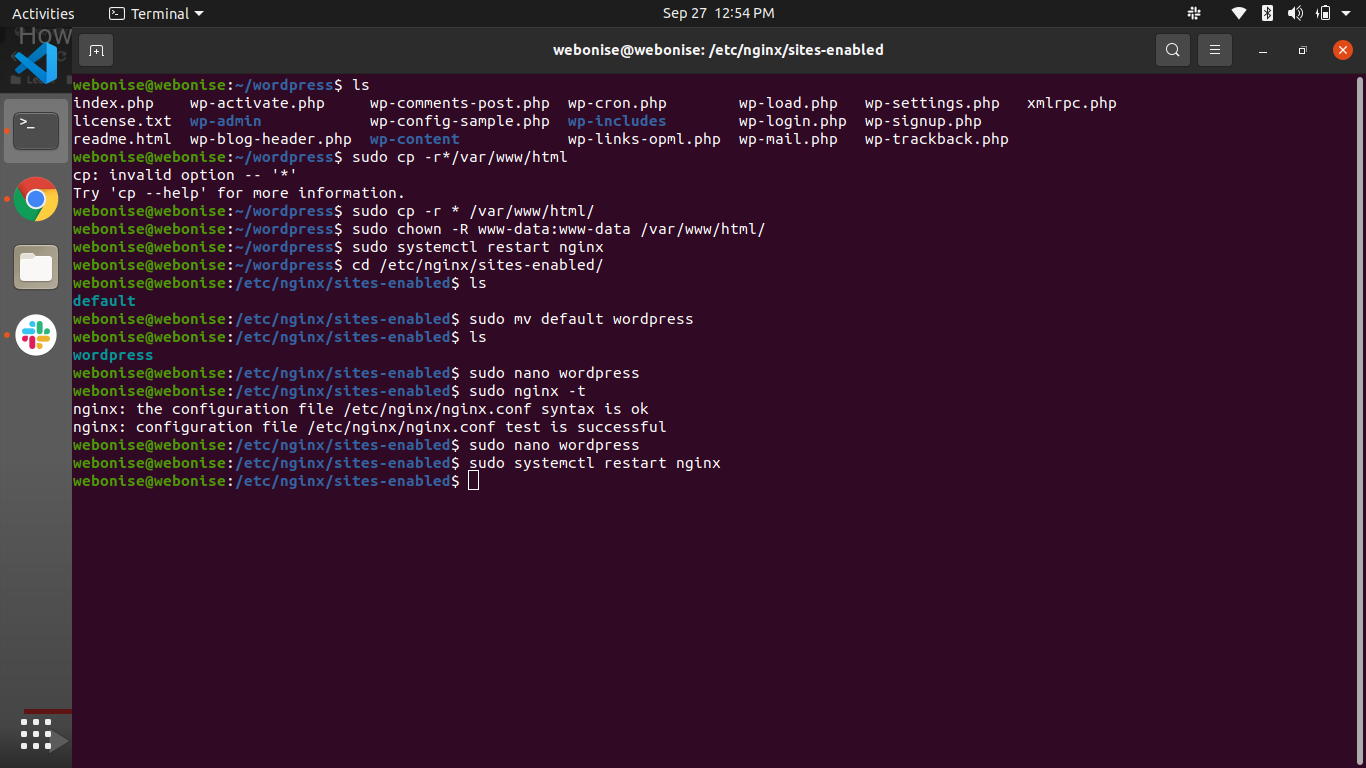 Activities Terminal Sep 27 12:54 PM
How
webonise@webonise: /etc/nginx/sites-enabled
webonise@webonise:~/wordpress$ ls
index.php wp-activate.php wp-comments-post.php wp-cron.php wp-load.php wp-settings.php xmlrpc.php
license.txt wp-admin wp-config-sample.php wp-includes wp-login.php wp-signup.php
readme.html wp-blog-header.php wp-content wp-links-opml.php wp-mail.php wp-trackback.php
webonise@webonise:~/wordpress$ sudo cp -r*/var/www/html
cp: invalid option -- '*'
Try 'cp --help' for more information.
webonise@webonise:~/wordpress$ sudo cp -r * /var/www/html/
webonise@webonise:~/wordpress$ sudo chown -R www-data:www-data /var/www/html/
webonise@webonise:~/wordpress$ sudo systemctl restart nginx
webonise@webonise:~/wordpress$ cd /etc/nginx/sites-enabled/
webonise@webonise:/etc/nginx/sites-enabled$ ls
default
webonise@webonise:/etc/nginx/sites-enabled$ sudo mv default wordpress
webonise@webonise:/etc/nginx/sites-enabled$ ls
wordpress
webonise@webonise:/etc/nginx/sites-enabled$ sudo nano wordpress
webonise@webonise:/etc/nginx/sites-enabled$ sudo nginx -t
nginx: the configuration file /etc/nginx/nginx.conf syntax is ok
nginx: configuration file /etc/nginx/nginx.conf test is successful
webonise@webonise:/etc/nginx/sites-enabled$ sudo nano wordpress
webonise@webonise:/etc/nginx/sites-enabled$ sudo systemctl restart nginx
webonise@webonise:/etc/nginx/sites-enabled$